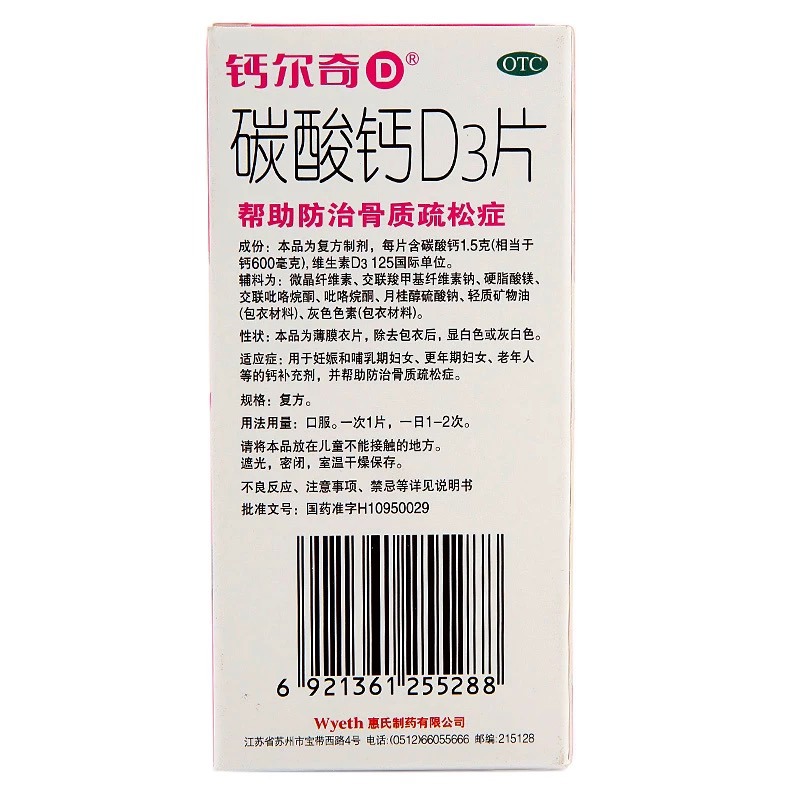 钙尔奇D®
OTC
碳酸钙D3片
帮助防治骨质疏松症
成份：本品为复方制剂，每片含碳酸钙1.5克(相当于
钙600毫克),维生素D3 125国际单位。
辅料为：微晶纤维素、交联羧甲基纤维素钠、硬脂酸镁、
交联吡咯烷酮、吡咯烷酮、月桂醇硫酸钠、轻质矿物油
(包衣材料)、灰色色素(包衣材料)。
性状：本品为薄膜衣片，除去包衣后，显白色或灰白色。
适应症：用于妊娠和哺乳期妇女、更年期妇女、老年人
等的钙补充剂，并帮助防治骨质疏松症。
规格：复方。
用法用量：口服。一次1片，一日1-2次。
请将本品放在儿童不能接触的地方。
遮光，密闭，室温干燥保存。
不良反应、注意事项、禁忌等详见说明书
批准文号：国药准字H10950029
6 921361 255288
Wyeth 惠氏制药有限公司
江苏省苏州市宝带西路4号 电话:(0512)66055666 邮编:215128